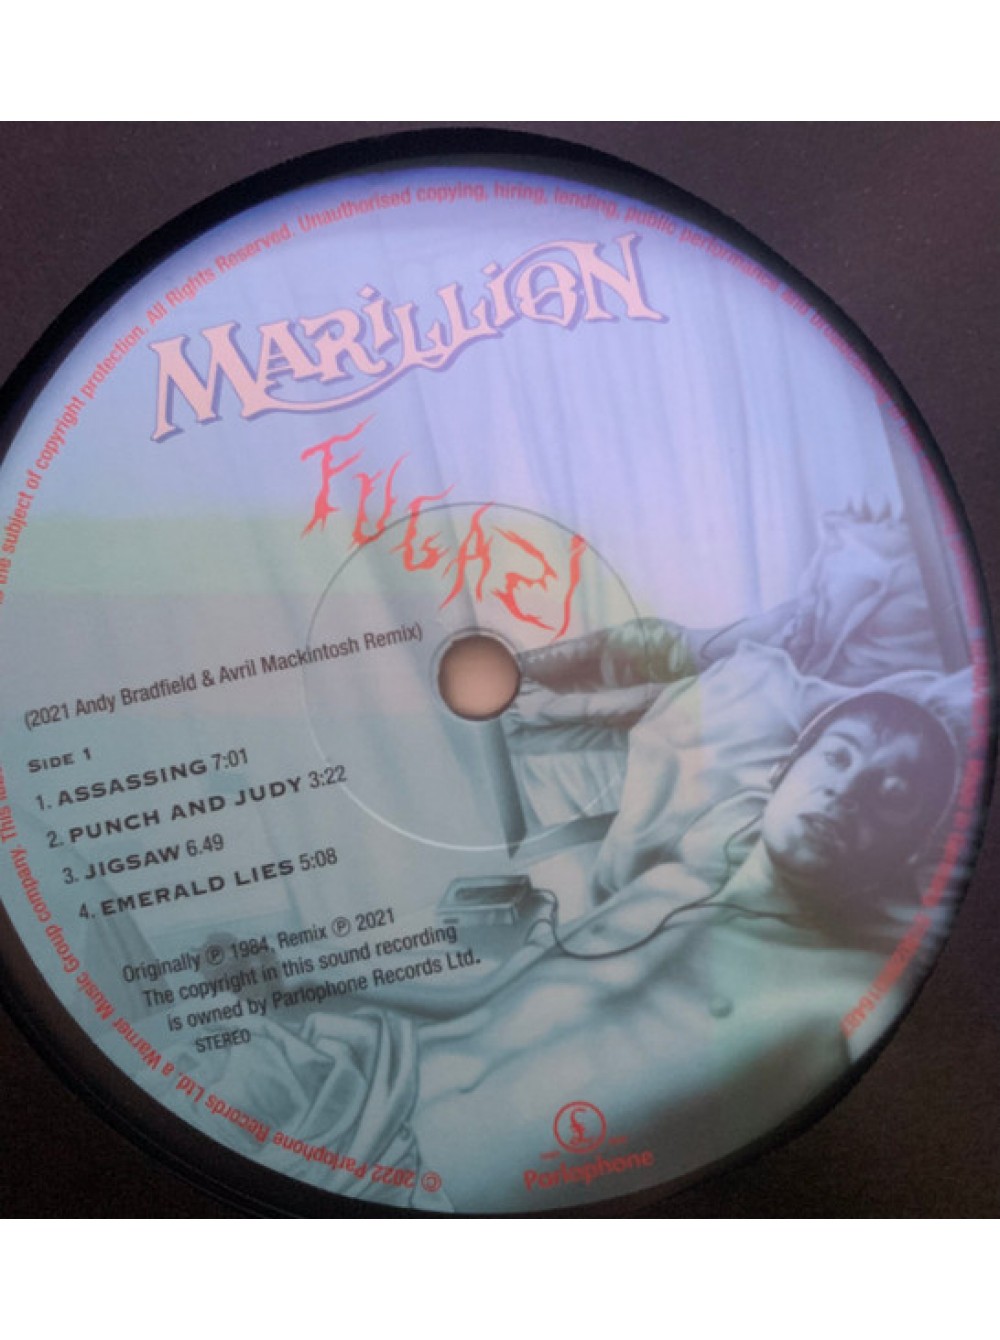 MARILLION
FUGAZI
(2021 Andy Bradfield & Avril Mackintosh Remix)
SIDE 1
1. ASSASSING 7:01
2. PUNCH AND JUDY 3:22
3. JIGSAW 6.49
4. EMERALD LIES 5:08
Originally ℗ 1984, Remix ℗ 2021
The copyright in this sound recording
is owned by Parlophone Records Ltd.
STEREO
£
Parlophone
© 2022 Parlophone Records Ltd, a Warner Music Group company. This is the subject of copyright protection. All Rights Reserved. Unauthorised copying, hiring, lending, public performance and